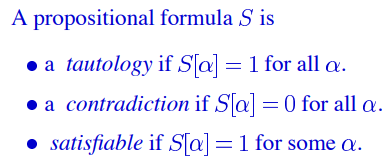 A propositional formula S is
• a tautology if S[α] = 1 for all α.
• a contradiction if S[α] = 0 for all α.
• satisfiable if S[α] = 1 for some α.